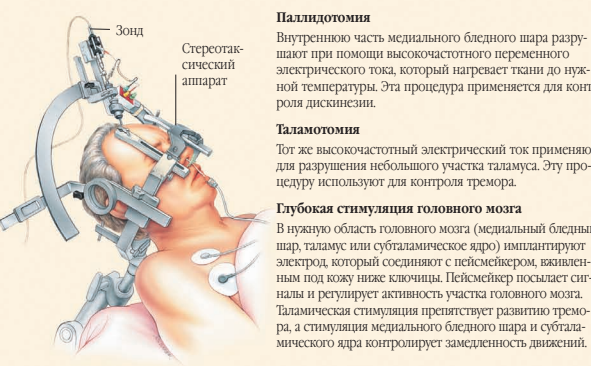 Зонд
Стереотак-
сический
аппарат
Паллидотомия
Внутреннюю часть медиального бледного шара разру-
шают при помощи высокочастотного переменного
электрического тока, который нагревает ткани до нуж-
ной температуры. Эта процедура применяется для конт
роля дискинезии.
Таламотомия
Тот же высокочастотный электрический ток применяю
для разрушения небольшого участка таламуса. Эту про-
цедуру используют для контроля тремора.
Глубокая стимуляция головного мозга
В нужную область головного мозга (медиальный бледный
шар, таламус или субталамическое ядро) имплантируют
электрод, который соединяют с пейсмейкером, вживлен-
ным под кожу ниже ключицы. Пейсмейкер посылает сиг-
налы и регулирует активность участка головного мозга.
Таламическая стимуляция препятствует развитию тремо-
ра, а стимуляция медиального бледного шара и субтала-
мического ядра контролирует замедленность движений.